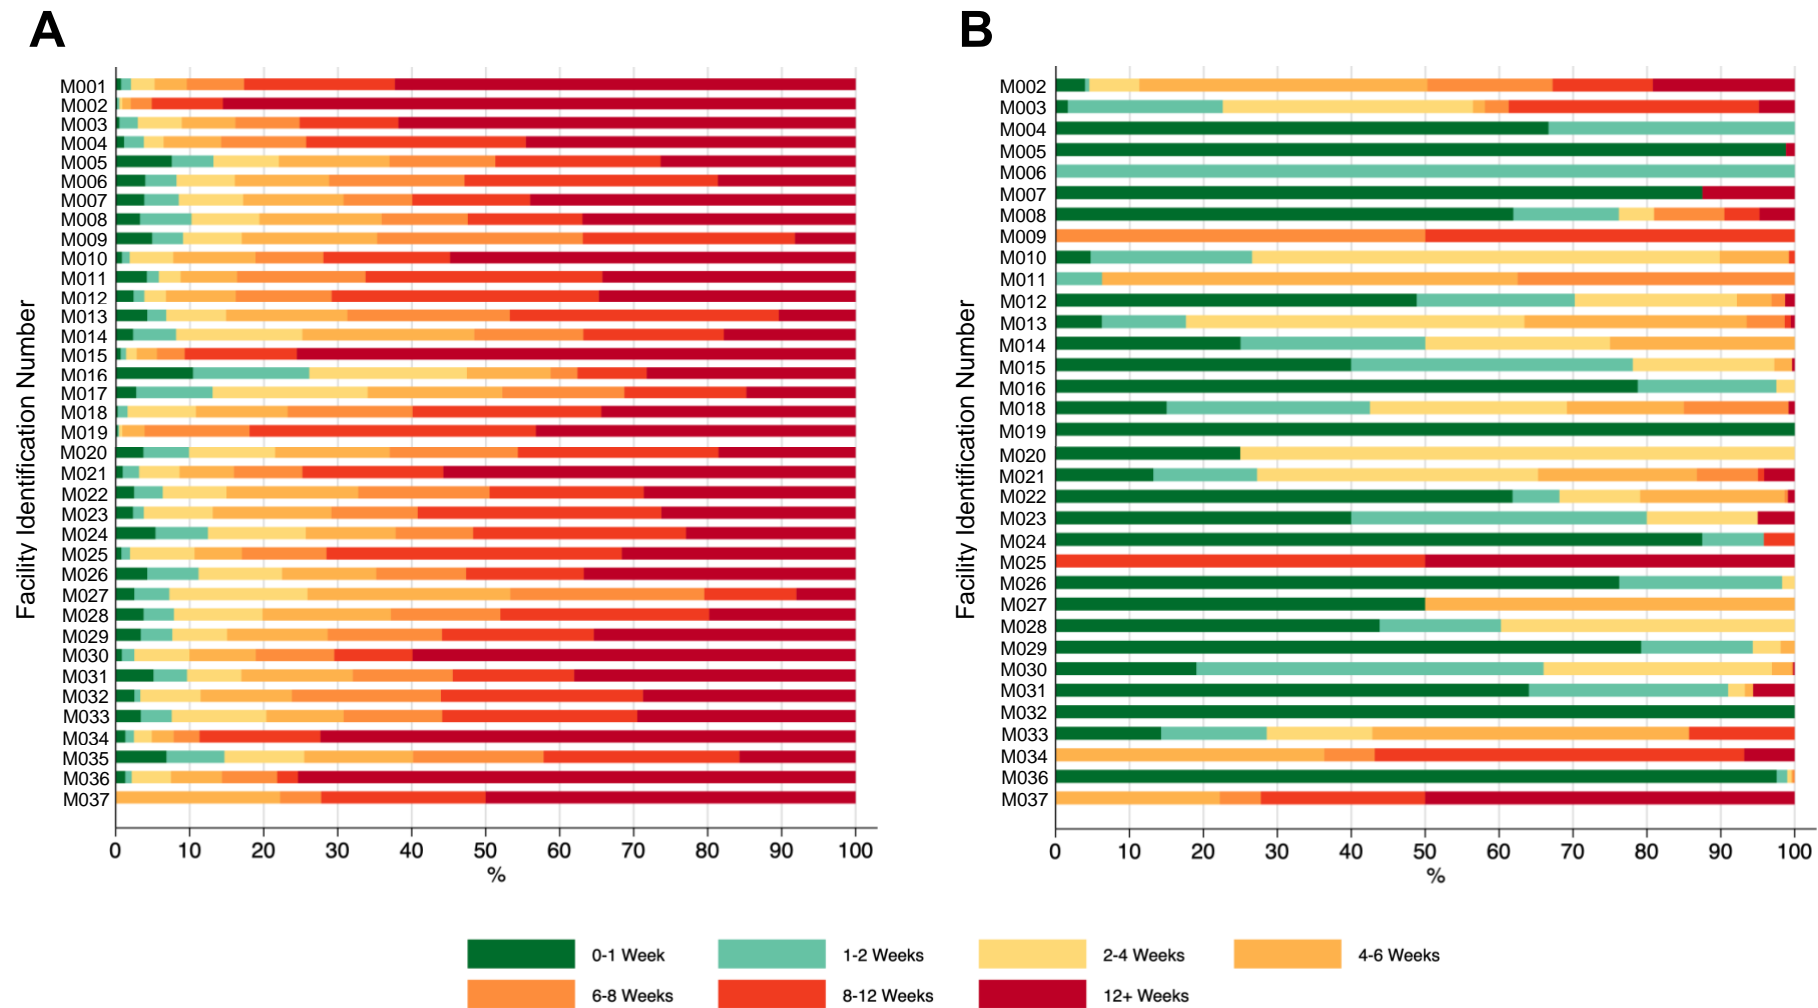 A
Facility Identification Number
M001
M002
M003
M004
M005
M006
M007
M008
M009
M010
M011
M012
M013
M014
M015
M016
M017
M018
M019
M020
M021
M022
M023
M024
M025
M026
M027
M028
M029
M030
M031
M032
M033
M034
M035
M036
M037
0 10 20 30 40 50 60 70 80 90 100
%
B
Facility Identification Number
M002
M003
M004
M005
M006
M007
M008
M009
M010
M011
M012
M013
M014
M015
M016
M018
M019
M020
M021
M022
M023
M024
M025
M026
M027
M028
M029
M030
M031
M032
M033
M034
M036
M037
0 10 20 30 40 50 60 70 80 90 100
%
0-1 Week 1-2 Weeks 2-4 Weeks 4-6 Weeks
6-8 Weeks 8-12 Weeks 12+ Weeks